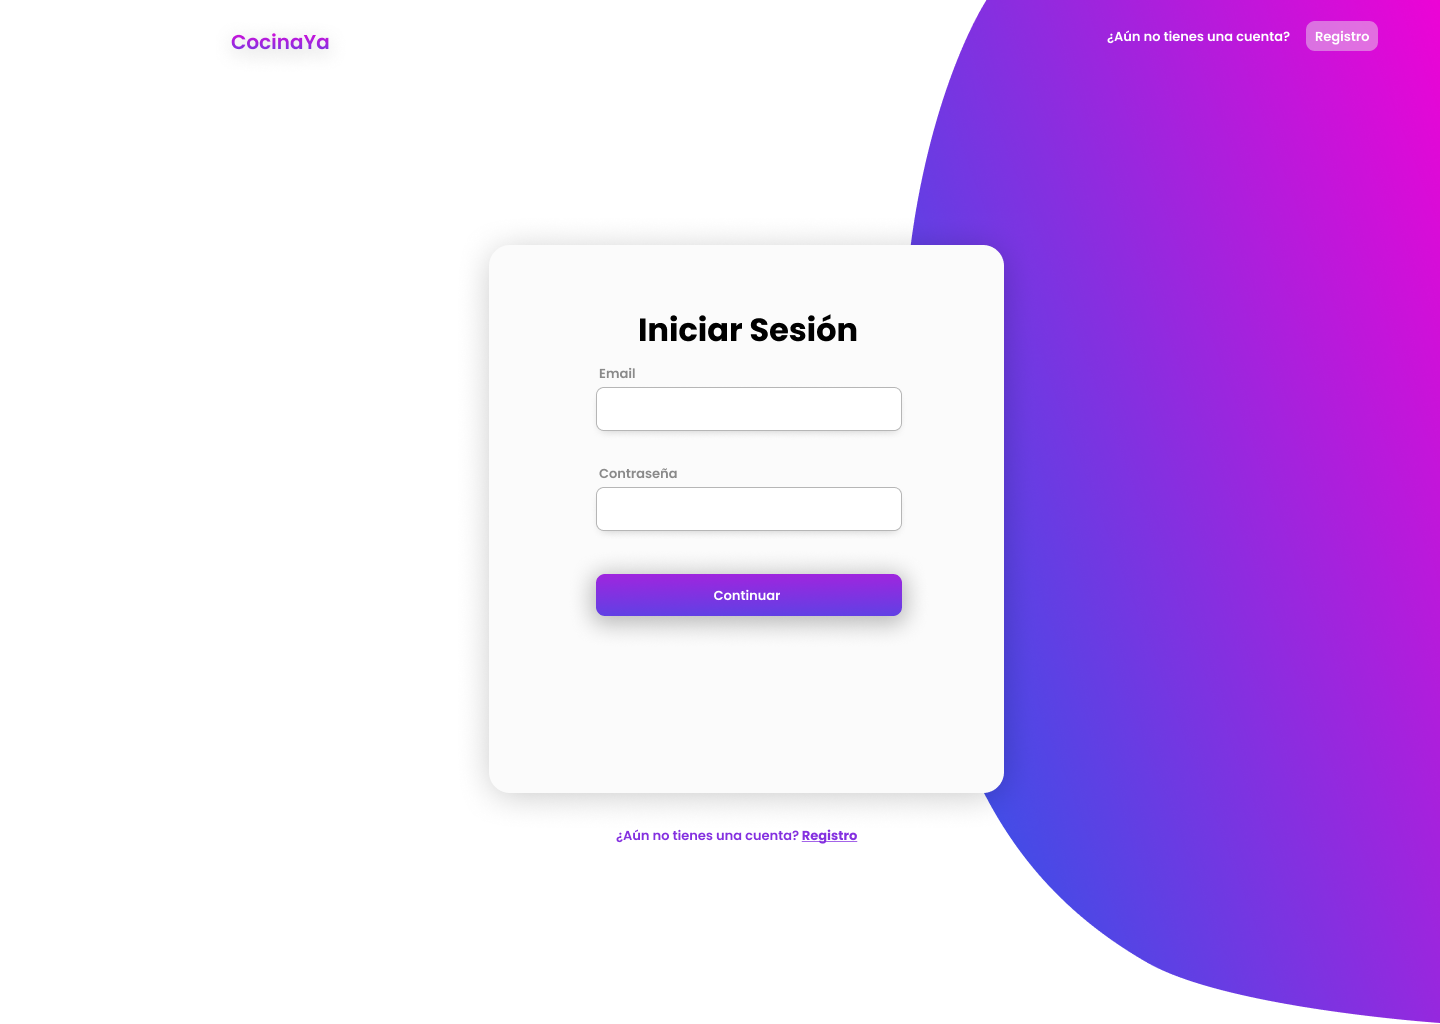 CocinaYa
¿Aún no tienes una cuenta? Registro
Iniciar Sesión
Email
Contraseña
Continuar
¿Aún no tienes una cuenta? Registro